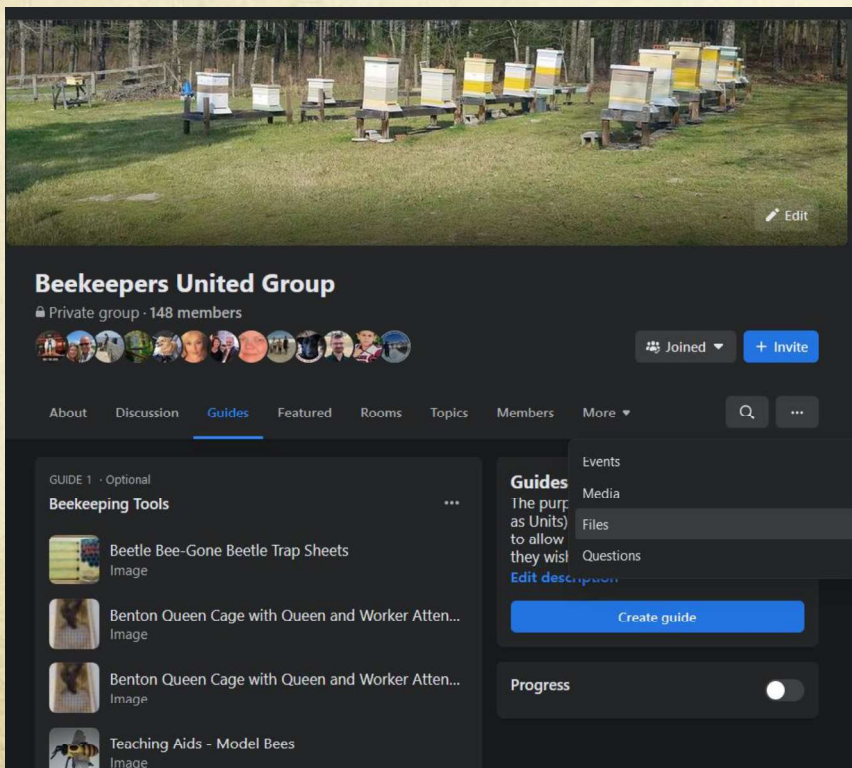 Edit
Beekeepers United Group
Private group · 148 members
Joined
+ Invite
About Discussion Guides Featured Rooms Topics Members More
GUIDE 1 · Optional
Beekeeping Tools
Beetle Bee-Gone Beetle Trap Sheets
Image
Benton Queen Cage with Queen and Worker Atten...
Image
Benton Queen Cage with Queen and Worker Atten...
Image
Teaching Aids - Model Bees
Image
Guides
The purp
as Units)
to allow
they wish
Edit description
Create guide
Progress
Events
Media
Files
Questions